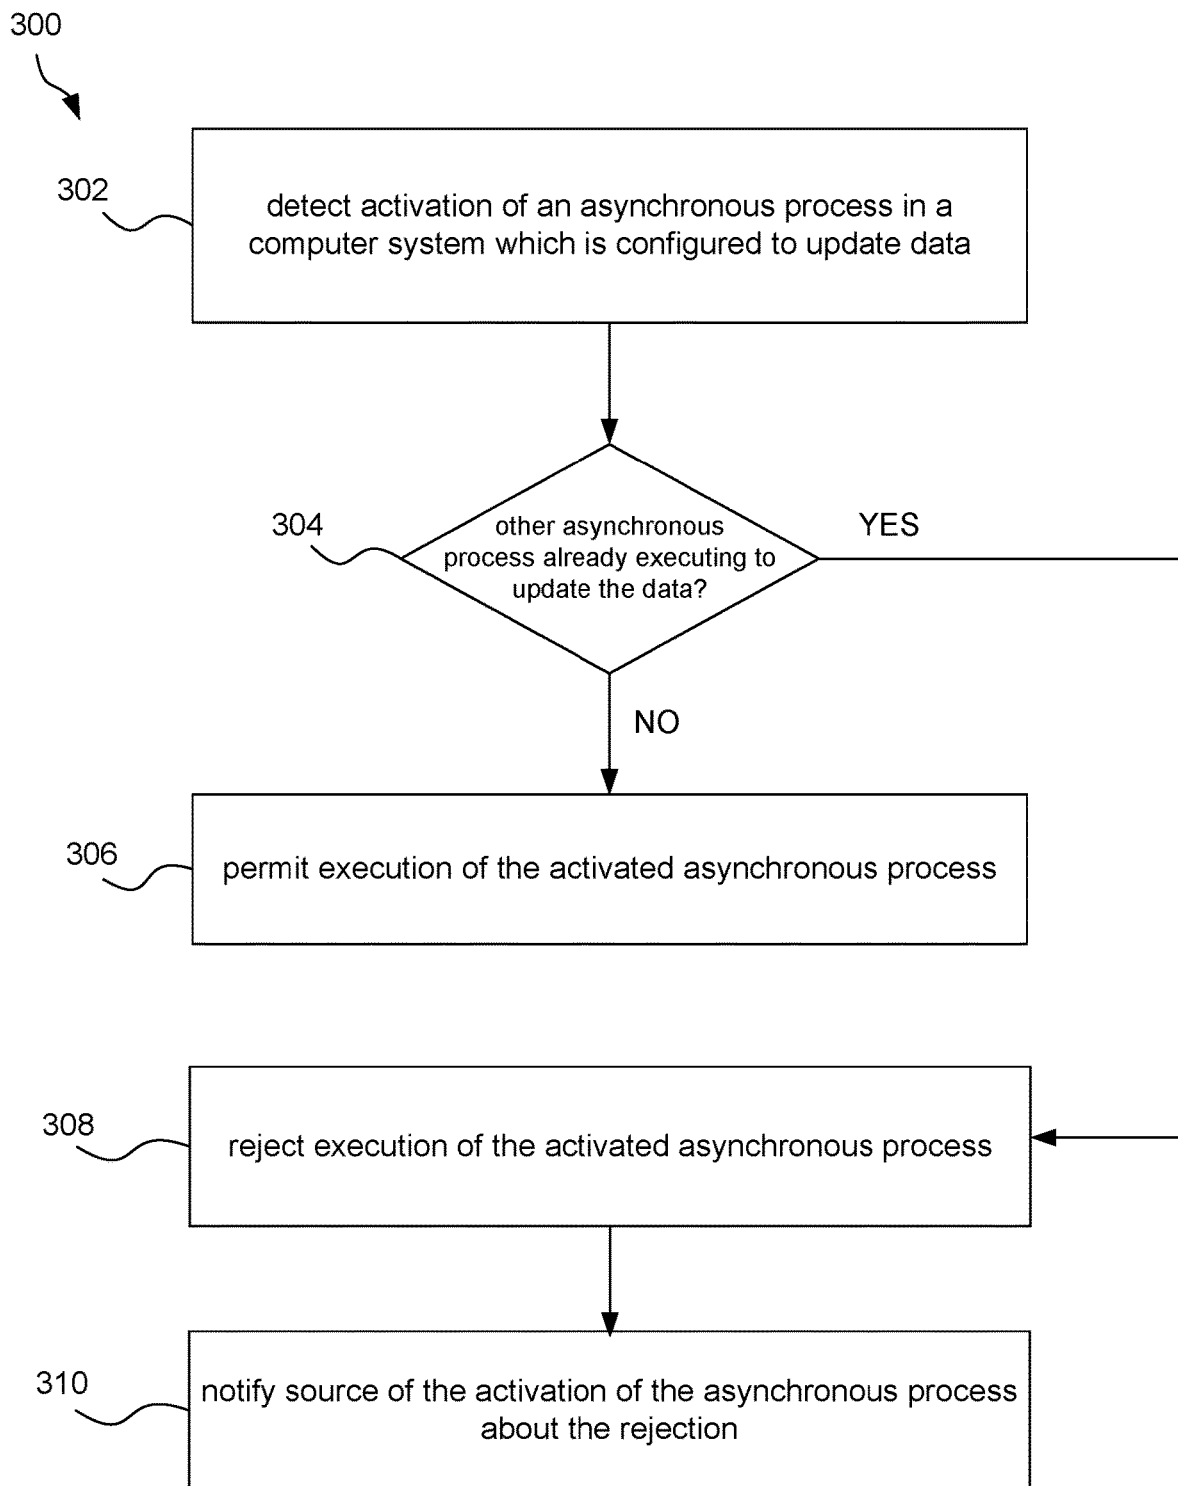 300
302
detect activation of an asynchronous process in a
computer system which is configured to update data
304
other asynchronous
process already executing to
update the data?
YES
NO
306
permit execution of the activated asynchronous process
308
reject execution of the activated asynchronous process
310
notify source of the activation of the asynchronous process
about the rejection